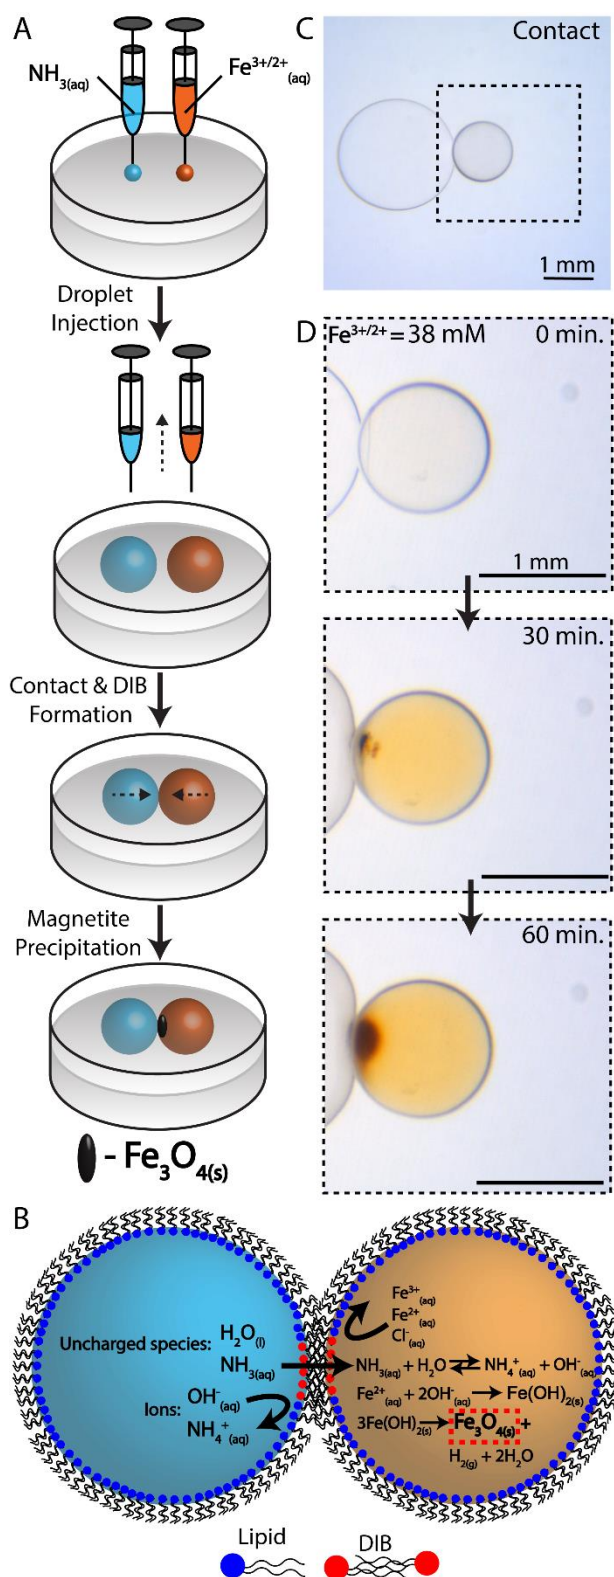 A
NH3(aq)
Fe3+/2+(aq)
Droplet
Injection
Contact & DIB
Formation
Magnetite
Precipitation
- Fe3O4(s)
C
Contact
1 mm
D
Fe3+/2+ = 38 mM
0 min.
1 mm
30 min.
60 min.
B
Uncharged species: H2O(l)
NH3(aq)
Ions: OH-(aq)
NH4+(aq)
Fe3+(aq)
Fe2+(aq)
Cl-(aq)
NH3(aq) + H2O ⇌ NH4+(aq) + OH-(aq)
Fe2+(aq) + 2OH-(aq) → Fe(OH)2(s)
3Fe(OH)2(s) → Fe3O4(s) +
H2(g) + 2H2O
Lipid
DIB